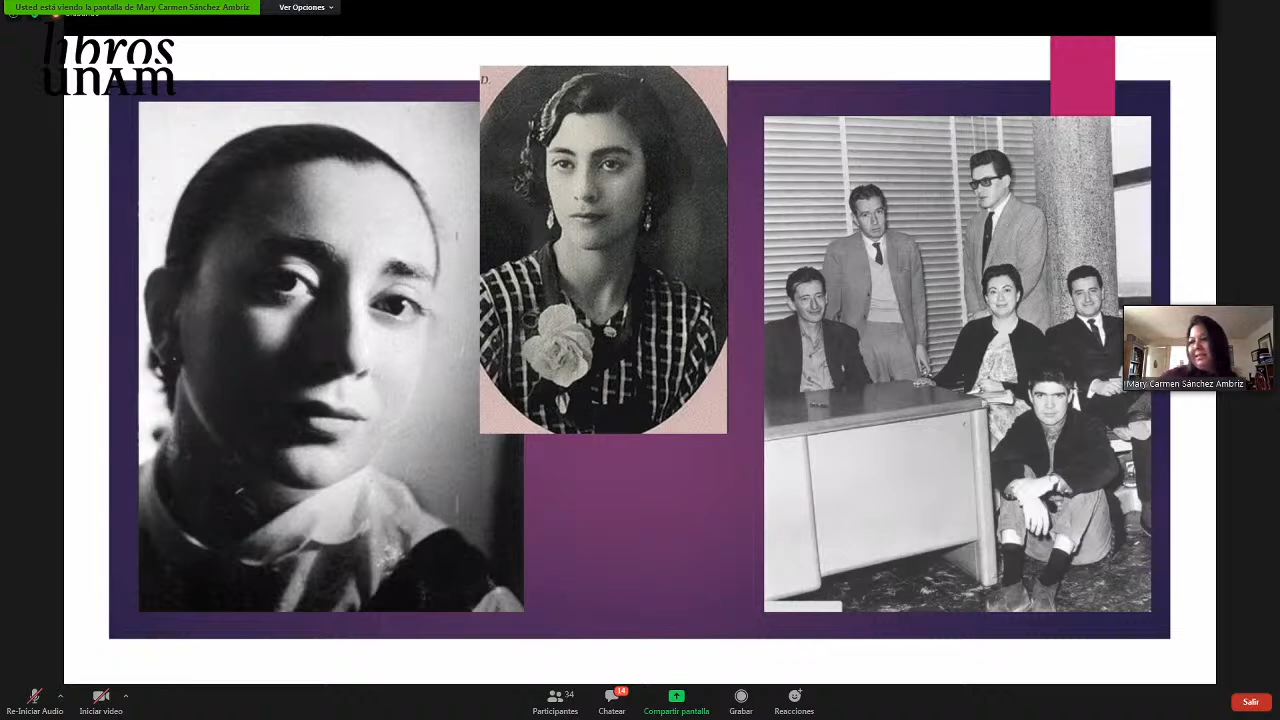 Usted está viendo la pantalla de Mary Carmen Sánchez Ambriz
Ver Opciones
libros
UNAM
D.
Mary Carmen Sánchez Ambriz
Re-Iniciar Audio
Iniciar video
34
Participantes
14
Chatear
Compartir pantalla
Grabar
Reacciones
Salir